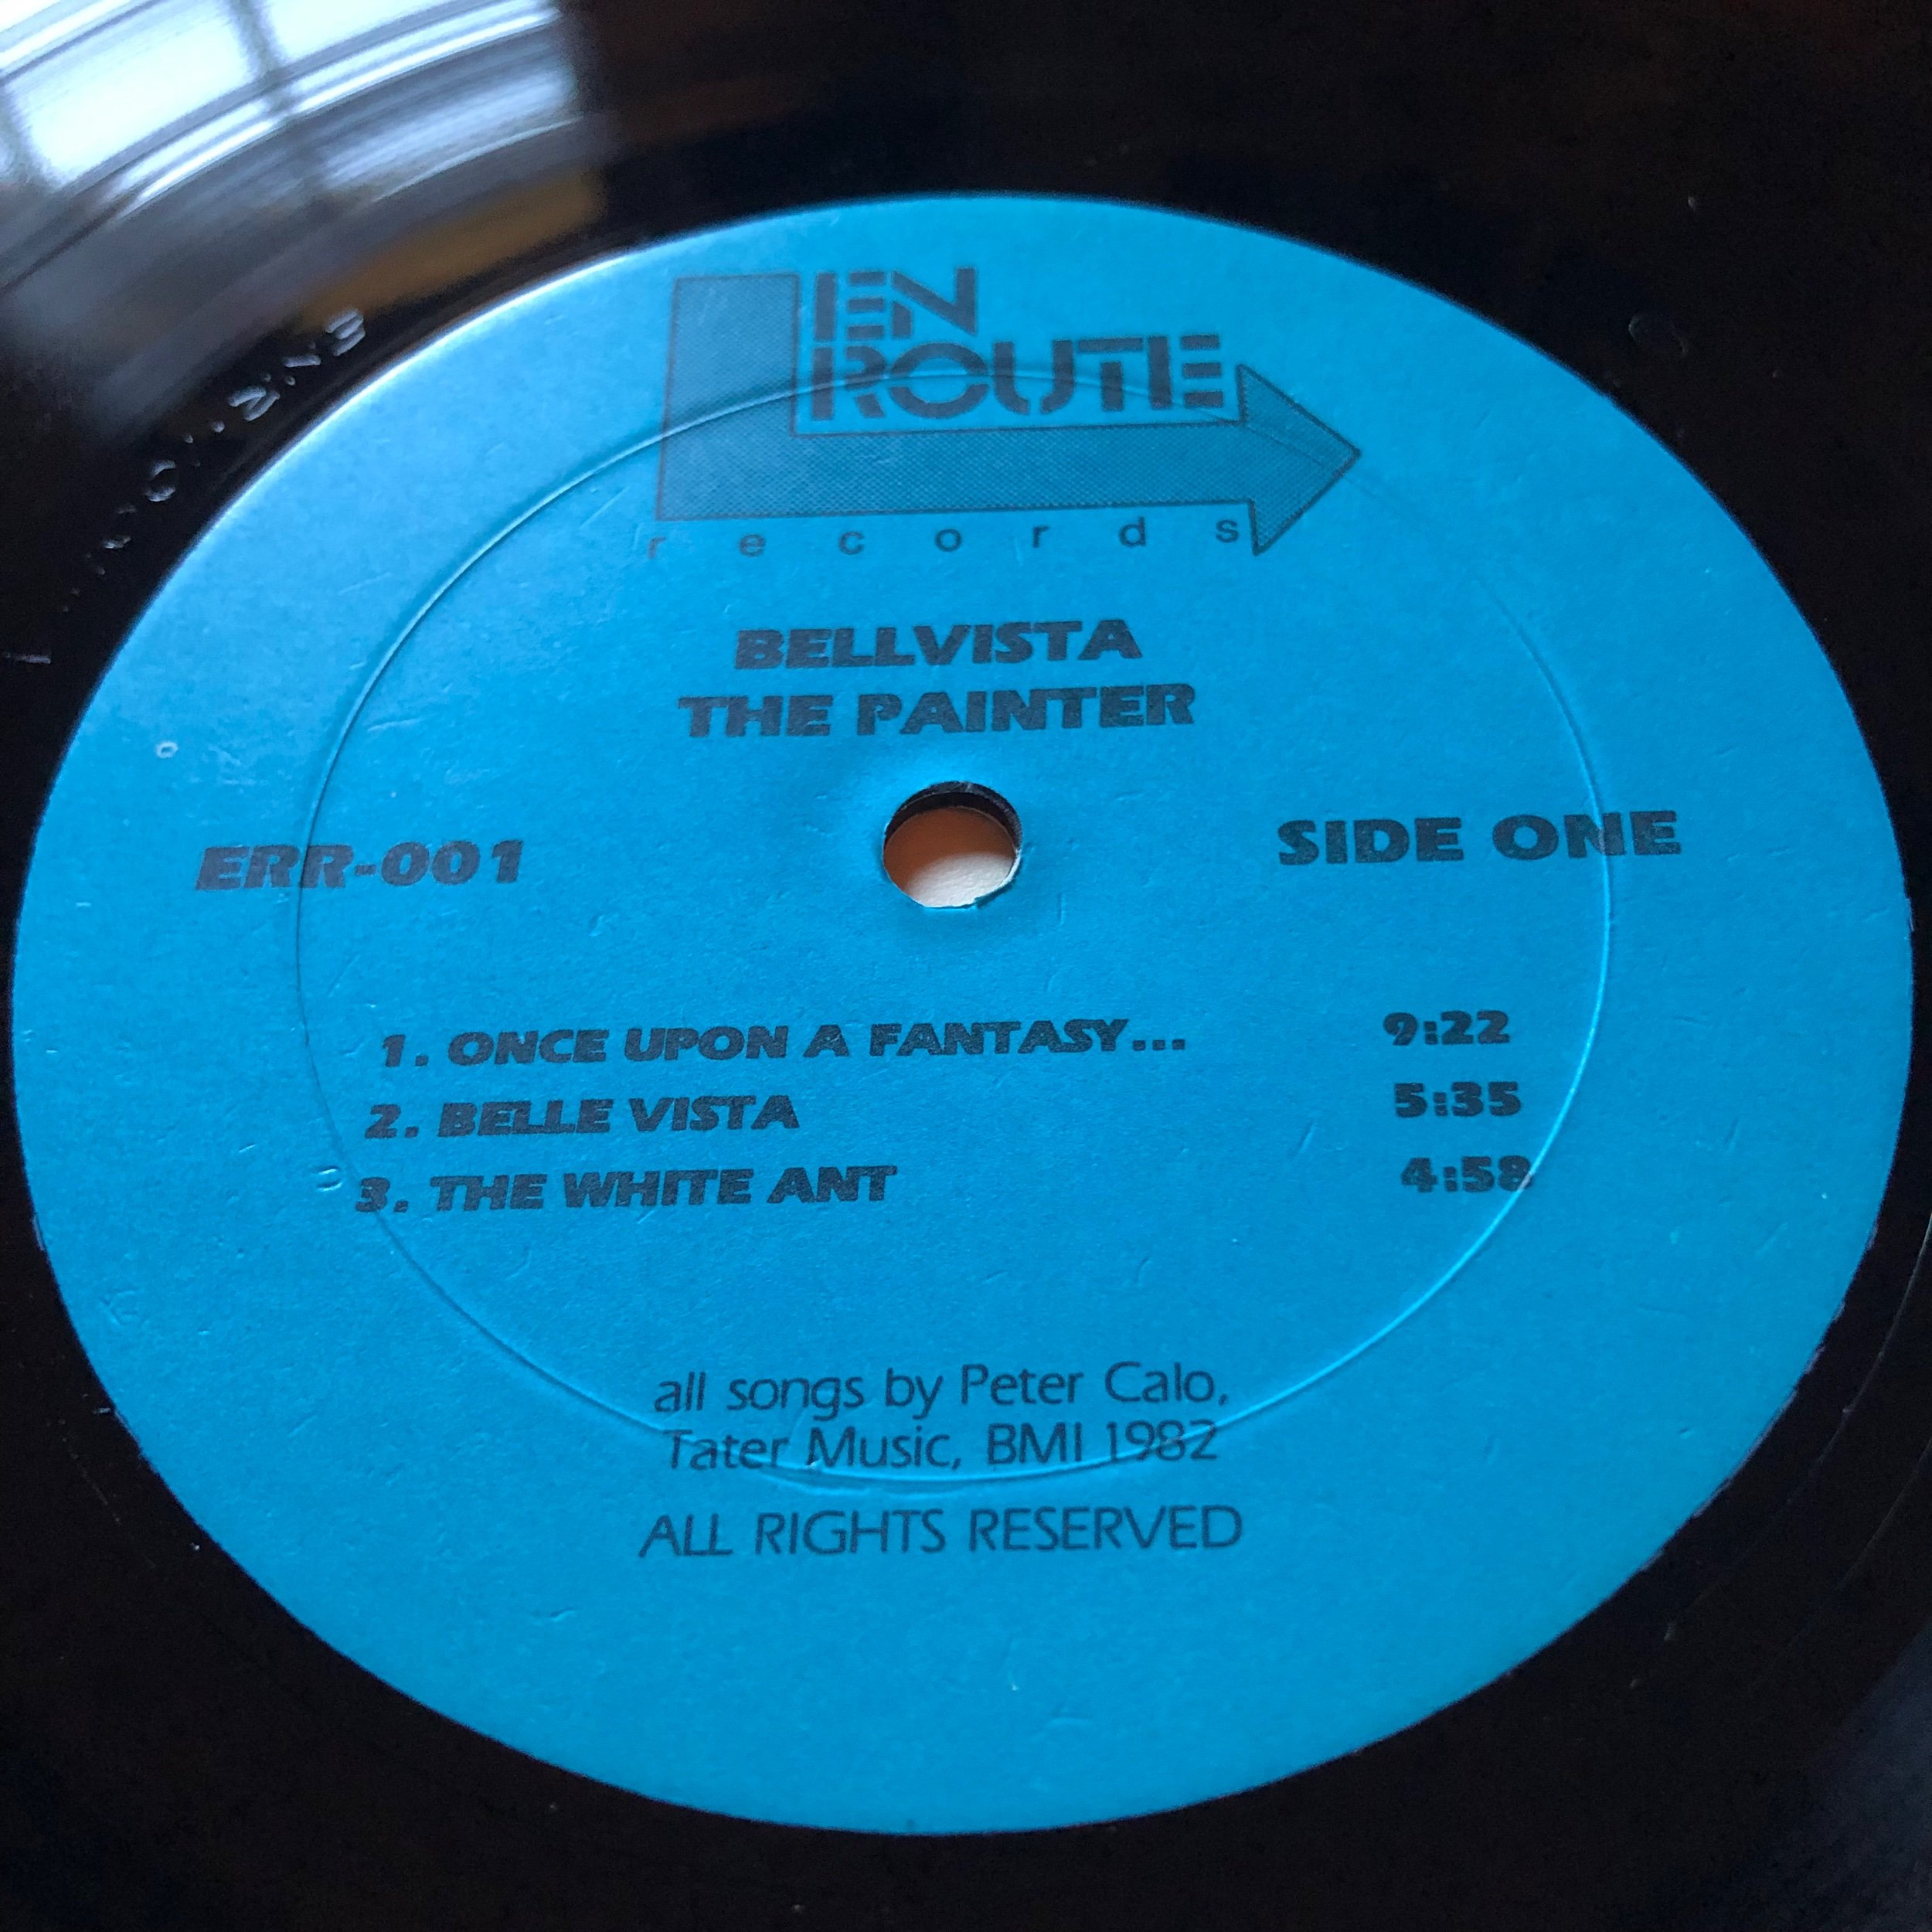 EN
ROUTE
records
BELLVISTA
THE PAINTER
ERR-001
SIDE ONE
1. ONCE UPON A FANTASY... 9:22
2. BELLE VISTA 5:35
3. THE WHITE ANT 4:58
all songs by Peter Calo,
Tater Music, BMI 1982
ALL RIGHTS RESERVED